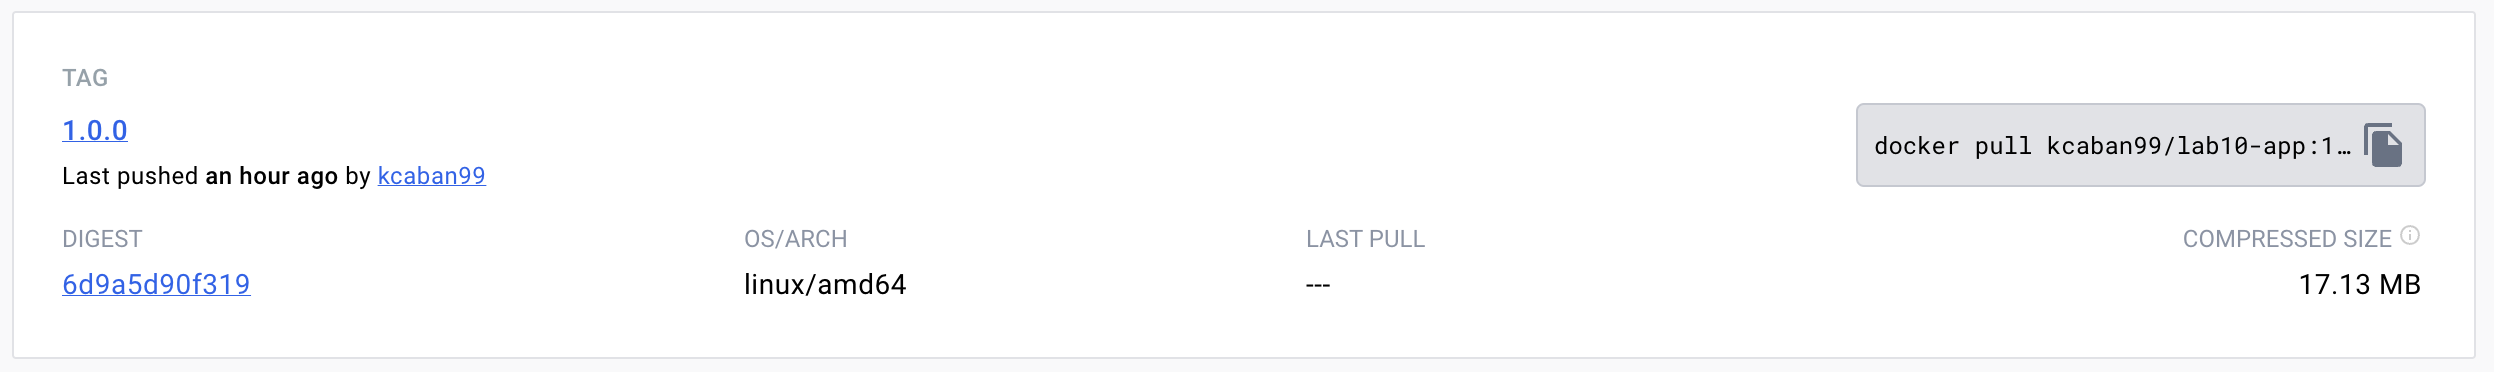 TAG
1.0.0
docker pull kcaban99/lab10-app:1…
Last pushed an hour ago by kcaban99
DIGEST OS/ARCH LAST PULL COMPRESSED SIZE
6d9a5d90f319 linux/amd64 --- 17.13 MB